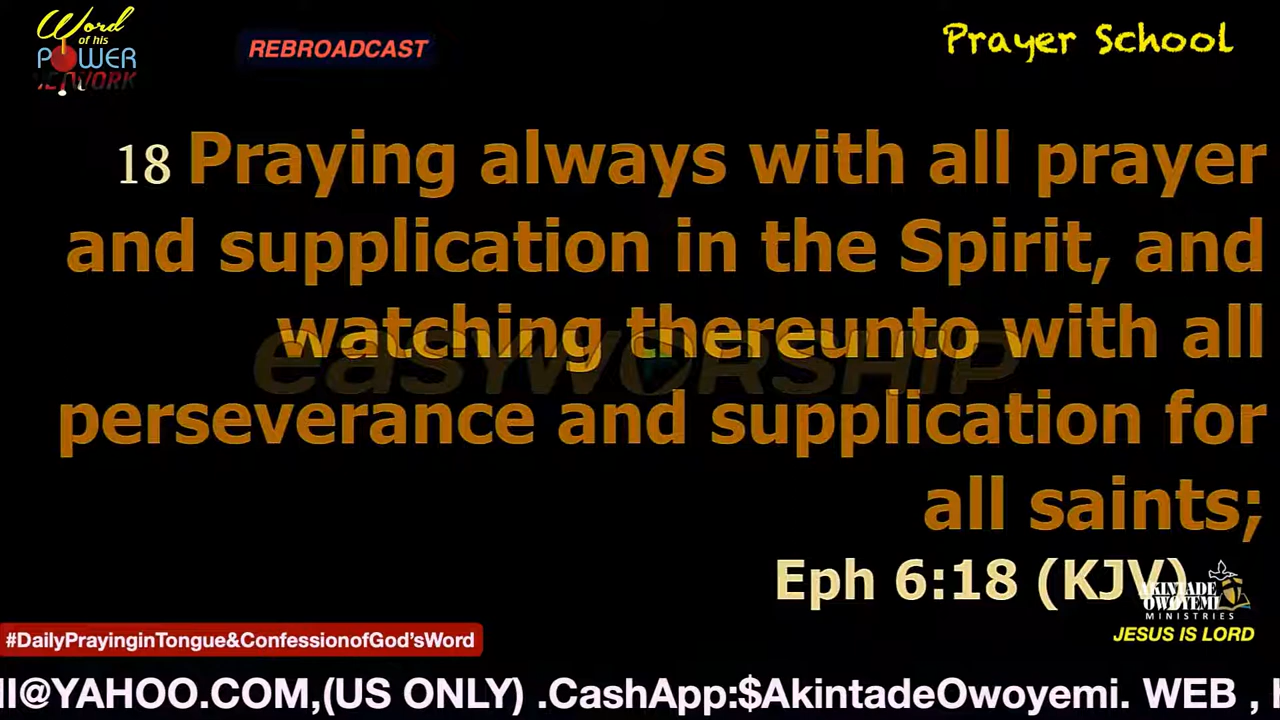 Word
of his
POWER
NETWORK
REBROADCAST
Prayer School
18 Praying always with all prayer
and supplication in the Spirit, and
watching thereunto with all
perseverance and supplication for
all saints;
easyworship
Eph 6:18 (KJV)
AKINTADE
OWOYEMI
MINISTRIES
JESUS IS LORD
#DailyPrayinginTongue&ConfessionofGod'sWord
@YAHOO.COM,(US ONLY) .CashApp:$AkintadeOwoyemi. WEB ,